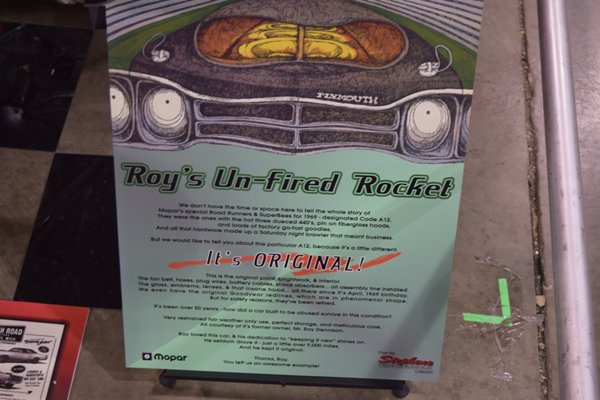 PLYMOUTH
Roy's Un-fired Rocket
We don't have the time or space here to tell the whole story of
Mopar's special Road Runners & SuperBees for 1969 - designated Code A12.
They were the ones with the hot three deuced 440's, pin on fiberglass hoods,
and loads of factory go-fast goodies.
And all that hardware made up a Saturday night brawler that meant business.
But we would like to tell you about this particular A12, because it's a little different.
It's ORIGINAL!
This is the original paint, brightwork, & interior.
The fan belt, hoses, plug wires, battery cables, shock absorbers.. all assembly line installed.
The glass, emblems, lenses, & that insane hood... all there since it's April, 1969 birthday.
We even have the original Goodyear redlines, which are in phenomenal shape.
But for safety reasons, they've been retired.
It's been over 50 years - how did a car built to be abused survive in this condition?
Very restrained fair weather only use, perfect storage, and meticulous care.
All courtesy of it's former owner, Mr. Roy Dennison.
Roy loved this car, & his dedication to "keeping it new" shines on.
He seldom drove it - just a little over 9,000 miles.
And he kept it original.
Thanks, Roy.
You left us an awesome example!
Mopar
From the
Stephens
Collection
ROAD